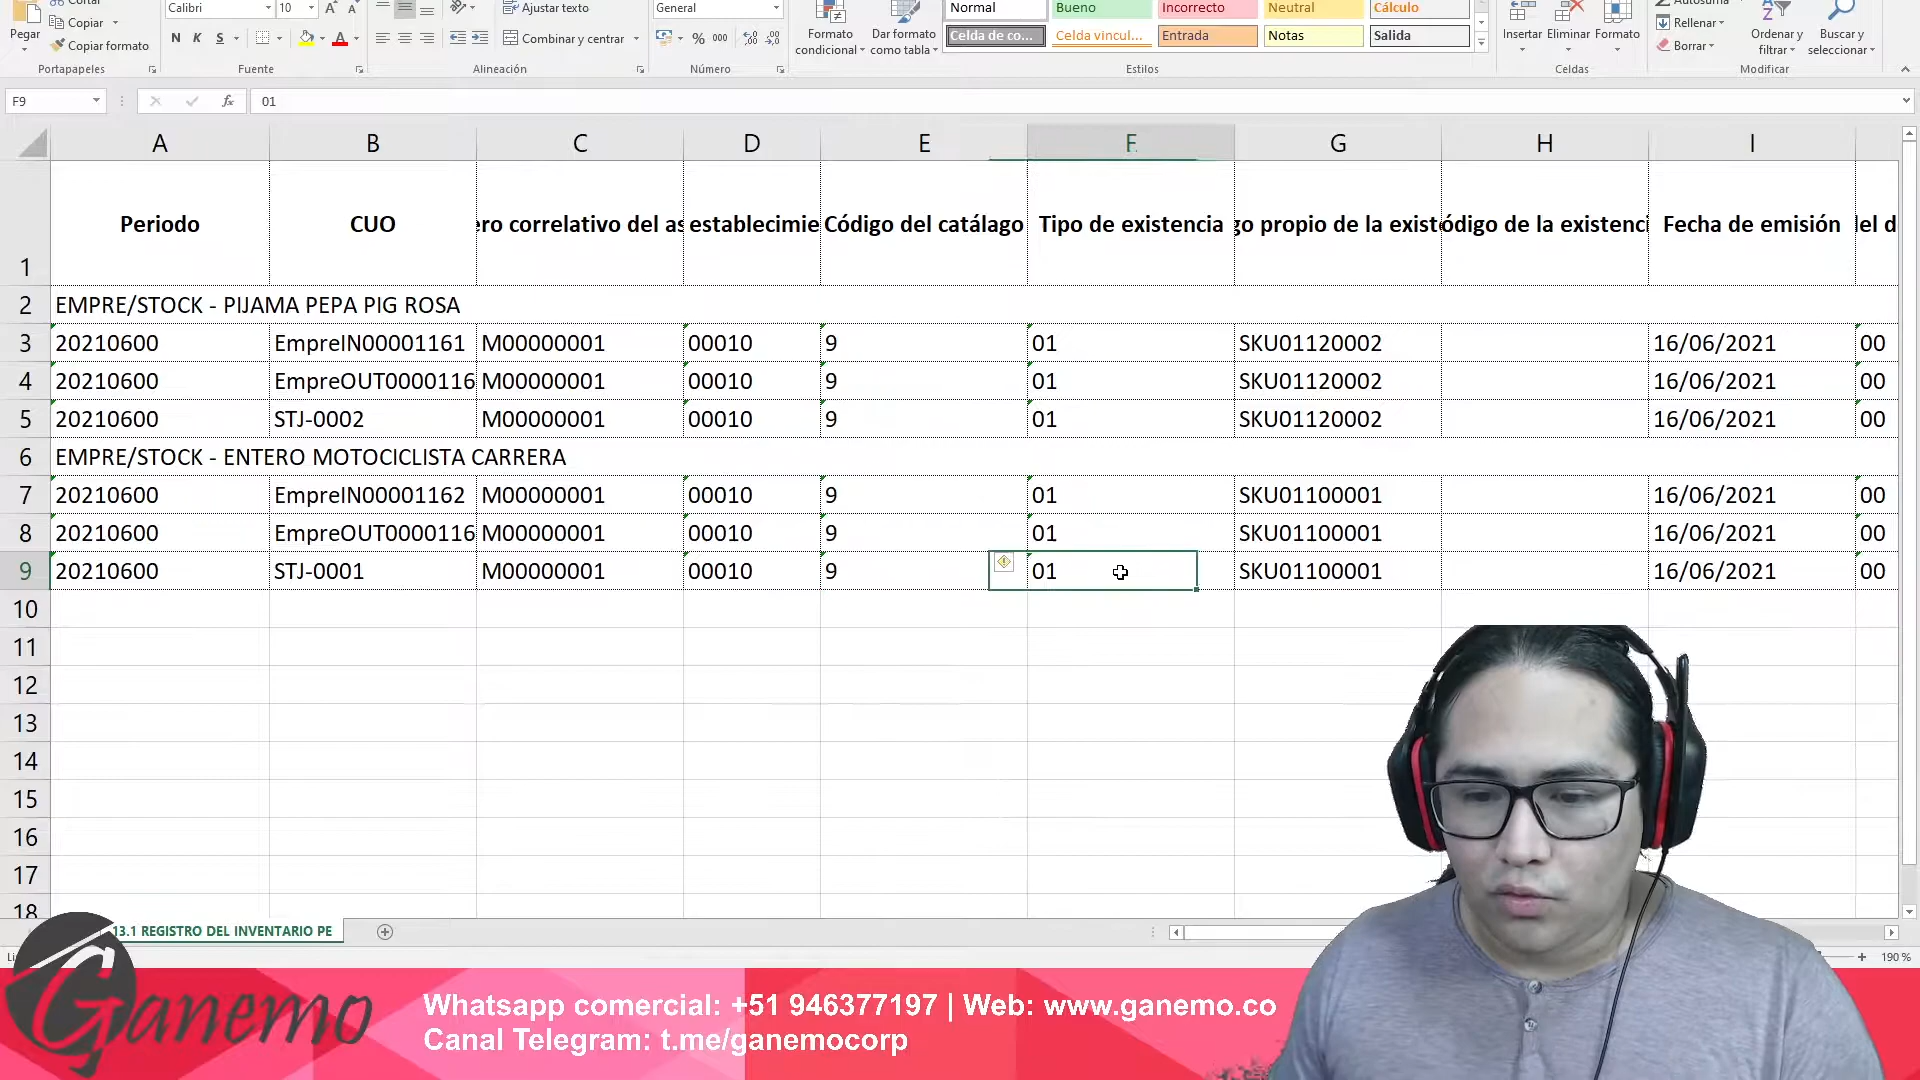 Cortar
Calibri
10
A
A
Ajustar texto
General
Normal
Bueno
Incorrecto
Neutral
Cálculo
Autosuma
Pegar
Copiar
Copiar formato
N K S
A
Combinar y centrar
% 000
Formato condicional
Dar formato como tabla
Celda de co...
Celda vincul...
Entrada
Notas
Salida
Insertar Eliminar Formato
Rellenar
Borrar
Ordenar y filtrar
Buscar y seleccionar
Portapapeles
Fuente
Alineación
Número
Estilos
Celdas
Modificar
F9
fx
01
A B C D E F G H I
1 Periodo CUO ro correlativo del as establecimie Código del catálago Tipo de existencia go propio de la existe ódigo de la existenci Fecha de emisión del d
2 EMPRE/STOCK - PIJAMA PEPA PIG ROSA
3 20210600 EmpreIN00001161 M00000001 00010 9 01 SKU01120002 16/06/2021 00
4 20210600 EmpreOUT0000116 M00000001 00010 9 01 SKU01120002 16/06/2021 00
5 20210600 STJ-0002 M00000001 00010 9 01 SKU01120002 16/06/2021 00
6 EMPRE/STOCK - ENTERO MOTOCICLISTA CARRERA
7 20210600 EmpreIN00001162 M00000001 00010 9 01 SKU01100001 16/06/2021 00
8 20210600 EmpreOUT0000116 M00000001 00010 9 01 SKU01100001 16/06/2021 00
9 20210600 STJ-0001 M00000001 00010 9 01 SKU01100001 16/06/2021 00
10
11
12
13
14
15
16
17
18
13.1 REGISTRO DEL INVENTARIO PE
190 %
Ganemo
Whatsapp comercial: +51 946377197 | Web: www.ganemo.co
Canal Telegram: t.me/ganemocorp